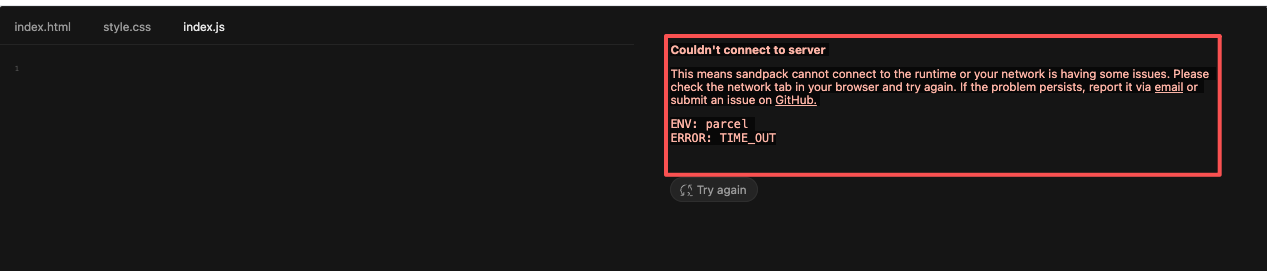 index.html style.css index.js
1
Couldn't connect to server
This means sandpack cannot connect to the runtime or your network is having some issues. Please
check the network tab in your browser and try again. If the problem persists, report it via email or
submit an issue on GitHub.
ENV: parcel
ERROR: TIME_OUT
Try again